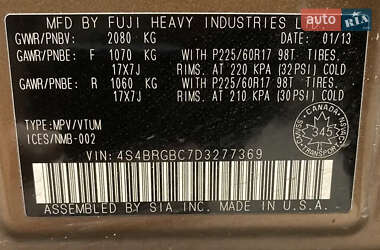 MFD. BY FUJI HEAVY INDUSTRIES
AUTO.RIA
GVWR/PNBV: 2080 KG DATE: 01/13
GAWR/PNBE: F 1070 KG WITH P225/60R17 98T TIRES.
17X7J RIMS. AT 220 KPA (32PSI) COLD
GAWR/PNBE: R 1060 KG WITH P225/60R17 98T TIRES.
17X7J RIMS. AT 210 KPA (30PSI) COLD
TYPE:MPV/VTUM
ICES/NMB-002
CANADA
345
TRANSPORT
VIN: 4S4BRGBC7D3277369
ASSEMBLED BY SIA INC. IN U.S.A.